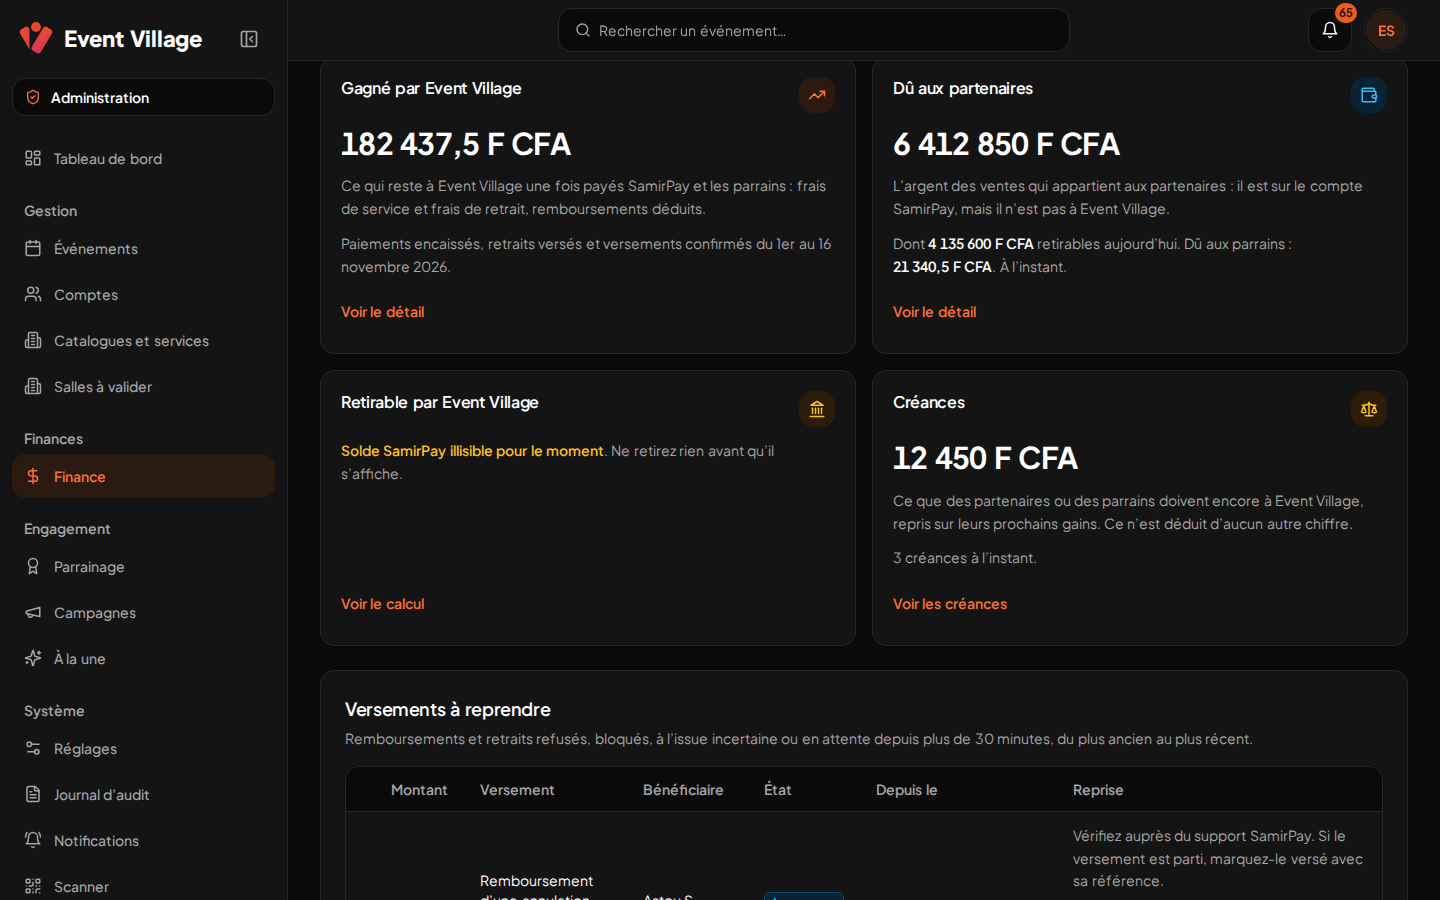 Event Village
Rechercher un événement…
65
ES
Administration
Tableau de bord
Gestion
Événements
Comptes
Catalogues et services
Salles à valider
Finances
Finance
Engagement
Parrainage
Campagnes
À la une
Système
Réglages
Journal d’audit
Notifications
Scanner
Gagné par Event Village
182 437,5 F CFA
Ce qui reste à Event Village une fois payés SamirPay et les parrains : frais
de service et frais de retrait, remboursements déduits.
Paiements encaissés, retraits versés et versements confirmés du 1er au 16
novembre 2026.
Voir le détail
Dû aux partenaires
6 412 850 F CFA
L’argent des ventes qui appartient aux partenaires : il est sur le compte
SamirPay, mais il n’est pas à Event Village.
Dont 4 135 600 F CFA retirables aujourd’hui. Dû aux parrains :
21 340,5 F CFA. À l’instant.
Voir le détail
Retirable par Event Village
Solde SamirPay illisible pour le moment. Ne retirez rien avant qu’il
s’affiche.
Voir le calcul
Créances
12 450 F CFA
Ce que des partenaires ou des parrains doivent encore à Event Village,
repris sur leurs prochains gains. Ce n’est déduit d’aucun autre chiffre.
3 créances à l’instant.
Voir les créances
Versements à reprendre
Remboursements et retraits refusés, bloqués, à l’issue incertaine ou en attente depuis plus de 30 minutes, du plus ancien au plus récent.
Montant Versement Bénéficiaire État Depuis le Reprise
Vérifiez auprès du support SamirPay. Si le
versement est parti, marquez-le versé avec
sa référence.
Remboursement
d’une annulation
Astou S.